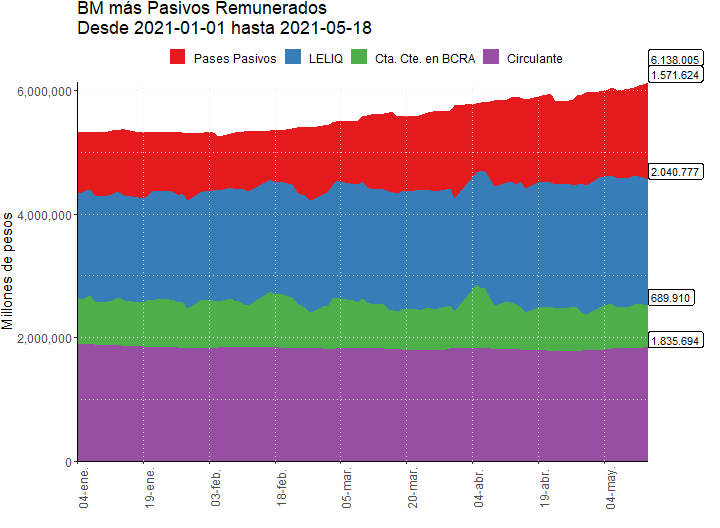 BM más Pasivos Remunerados
Desde 2021-01-01 hasta 2021-05-18
Pases Pasivos LELIQ Cta. Cte. en BCRA Circulante
6.138.005
1.571.624
2.040.777
689.910
1.835.694
Millones de pesos
6,000,000
4,000,000
2,000,000
0
04-ene.
19-ene.
03-feb.
18-feb.
05-mar.
20-mar.
04-abr.
19-abr.
04-may.